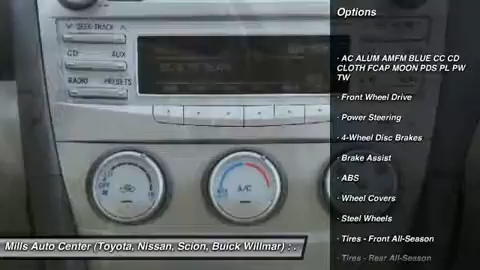 SEEK-TRACK
CD AUX
RADIO PRESETS
A/C
OFF
Options
· AC ALUM AMFM BLUE CC CD
CLOTH FCAP MOON PDS PL PW
TW
· Front Wheel Drive
· Power Steering
· 4-Wheel Disc Brakes
· Brake Assist
· ABS
· Wheel Covers
· Steel Wheels
· Tires - Front All-Season
· Tires - Rear All-Season
Mills Auto Center (Toyota, Nissan, Scion, Buick Willmar) : .